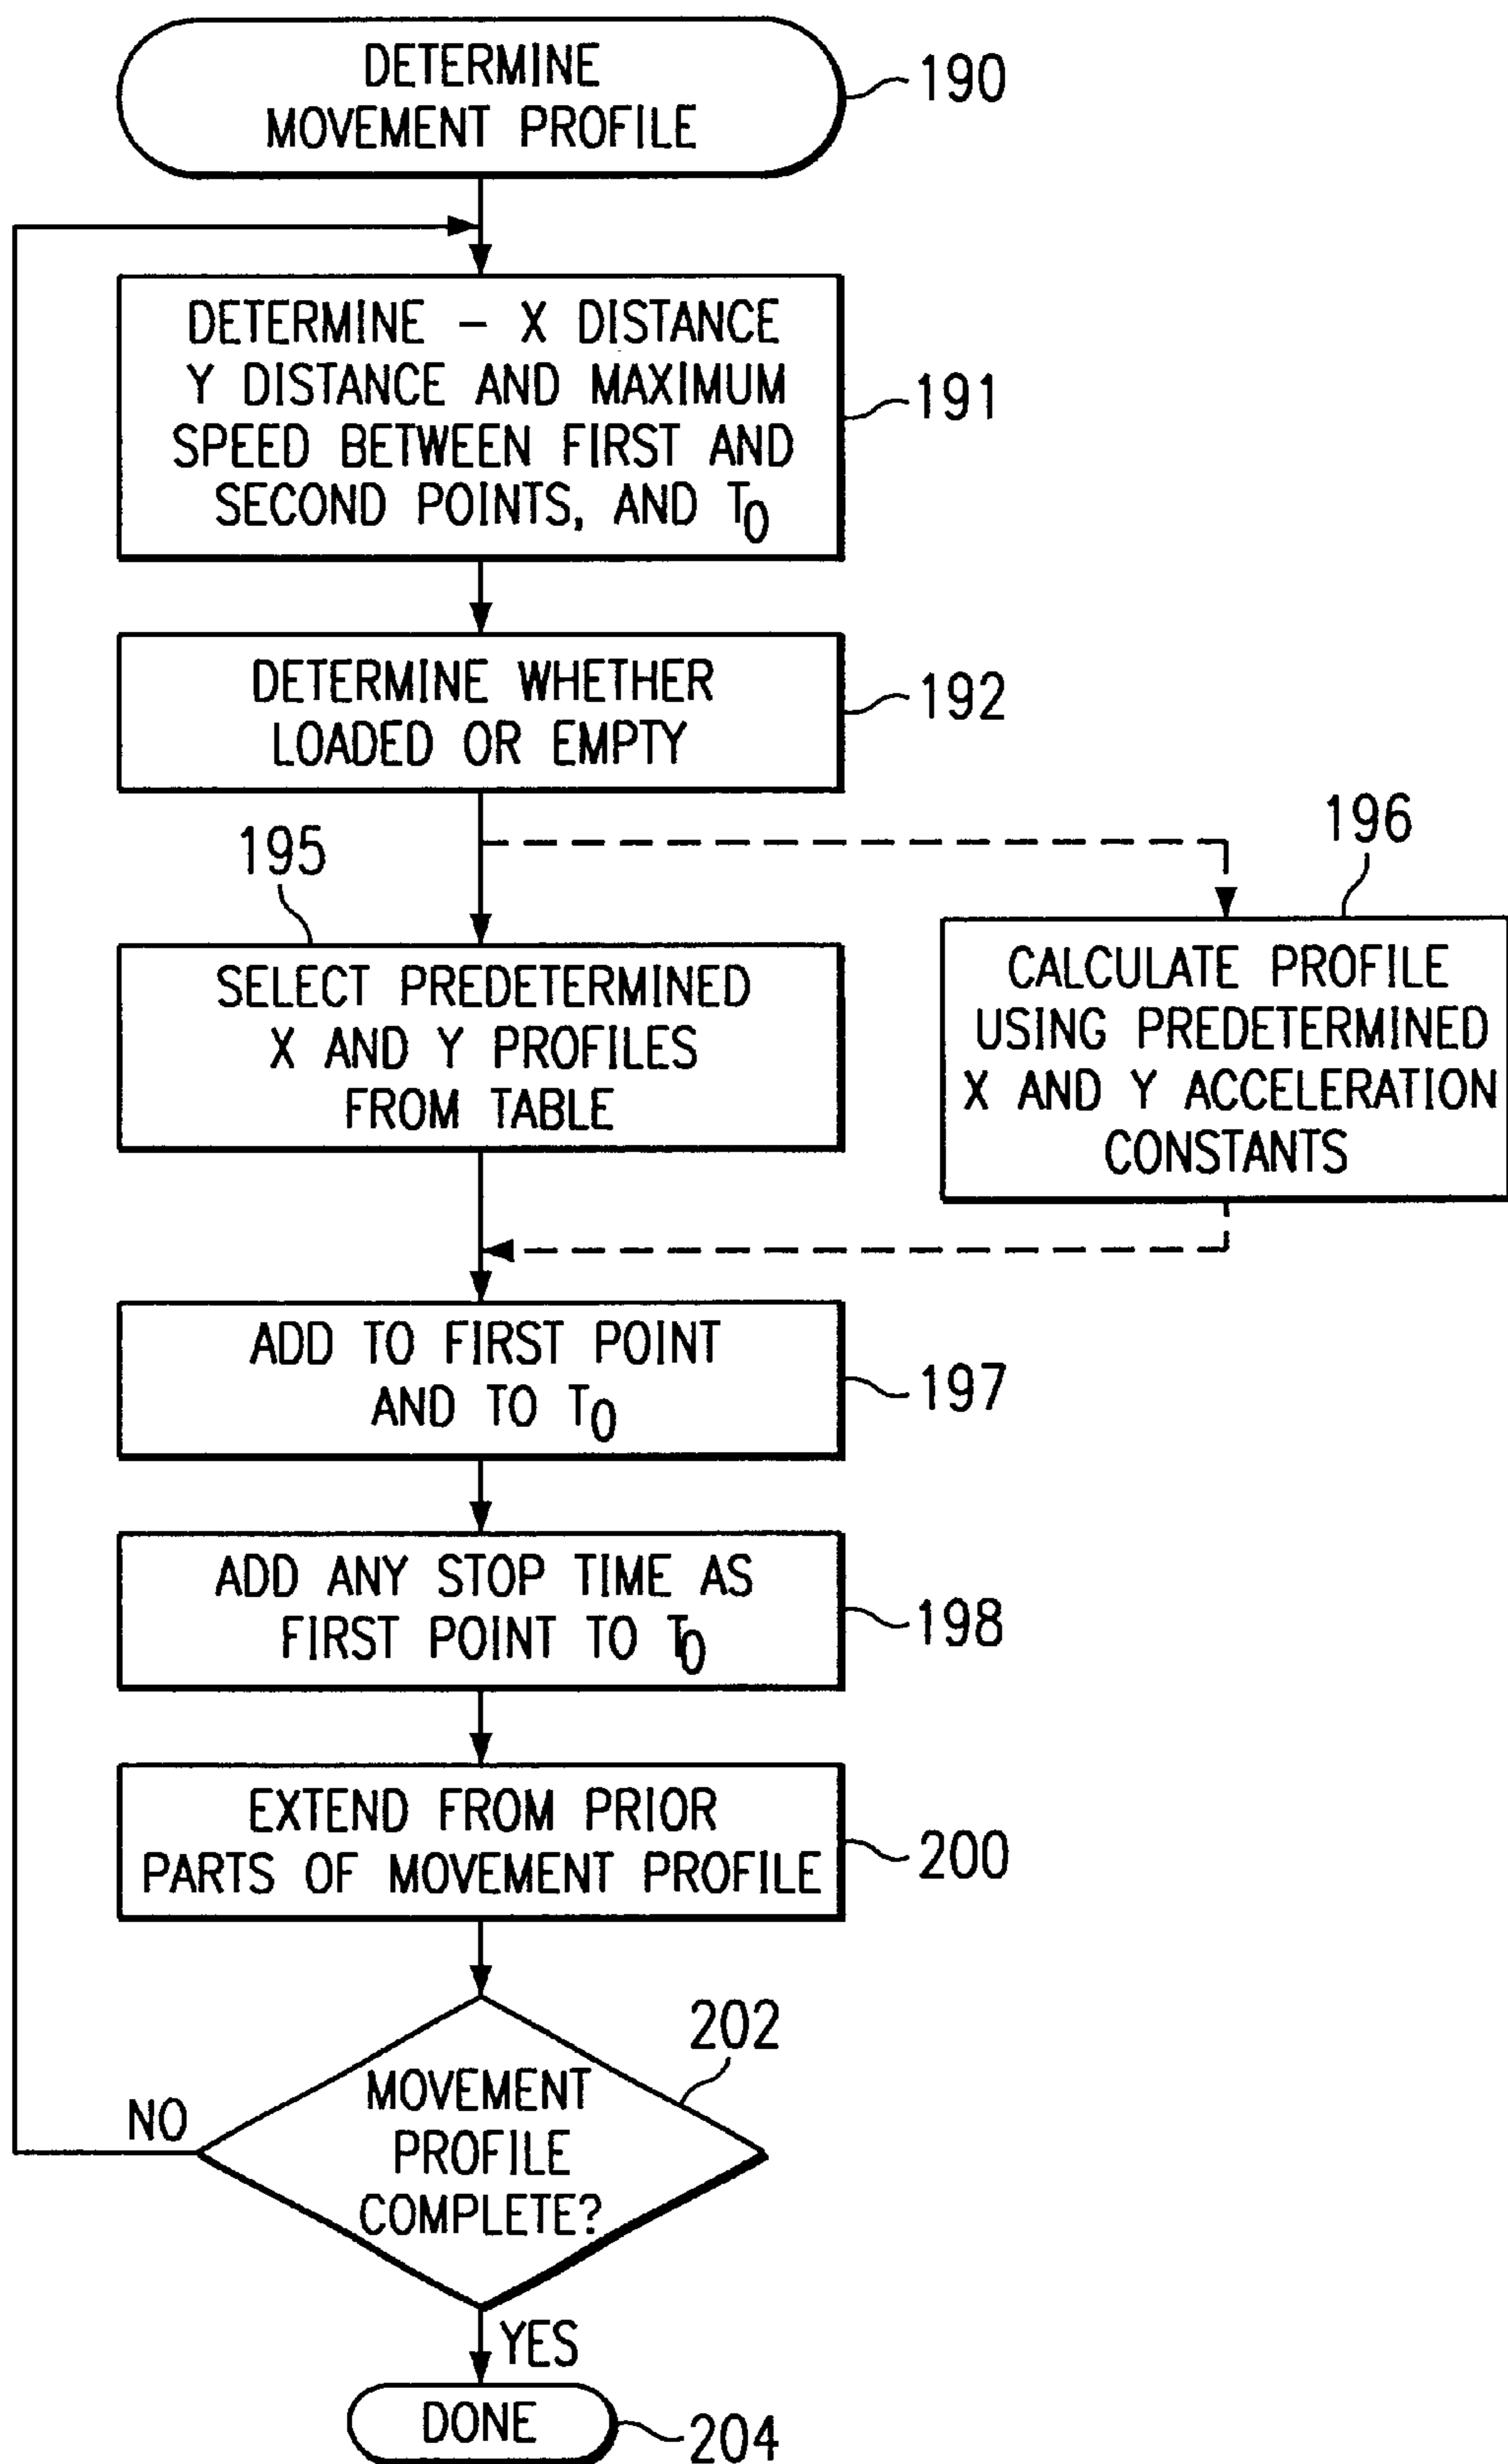 DETERMINE
MOVEMENT PROFILE
190
DETERMINE - X DISTANCE
Y DISTANCE AND MAXIMUM
SPEED BETWEEN FIRST AND
SECOND POINTS, AND T0
191
DETERMINE WHETHER
LOADED OR EMPTY
192
195
SELECT PREDETERMINED
X AND Y PROFILES
FROM TABLE
196
CALCULATE PROFILE
USING PREDETERMINED
X AND Y ACCELERATION
CONSTANTS
ADD TO FIRST POINT
AND TO T0
197
ADD ANY STOP TIME AS
FIRST POINT TO T0
198
EXTEND FROM PRIOR
PARTS OF MOVEMENT PROFILE
200
202
MOVEMENT
PROFILE
COMPLETE?
NO
YES
DONE
204